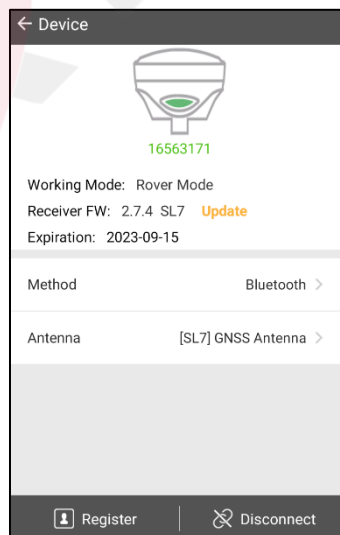 Device
16563171
Working Mode: Rover Mode
Receiver FW: 2.7.4 SL7 Update
Expiration: 2023-09-15
Method Bluetooth
Antenna [SL7] GNSS Antenna
Register Disconnect